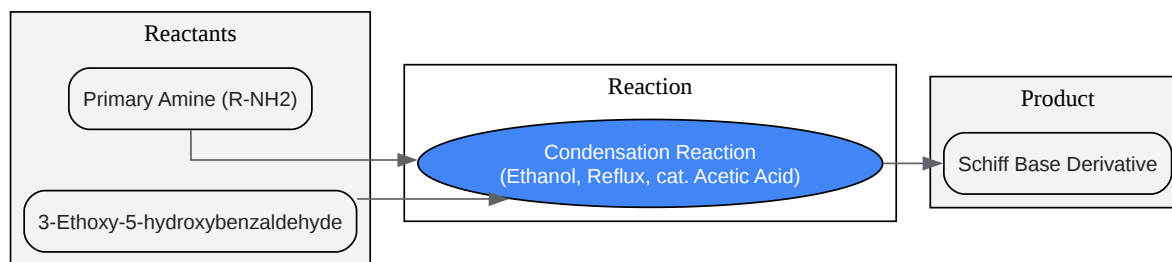 Reactants
Primary Amine (R-NH2)
3-Ethoxy-5-hydroxybenzaldehyde
Reaction
Condensation Reaction
(Ethanol, Reflux, cat. Acetic Acid)
Product
Schiff Base Derivative